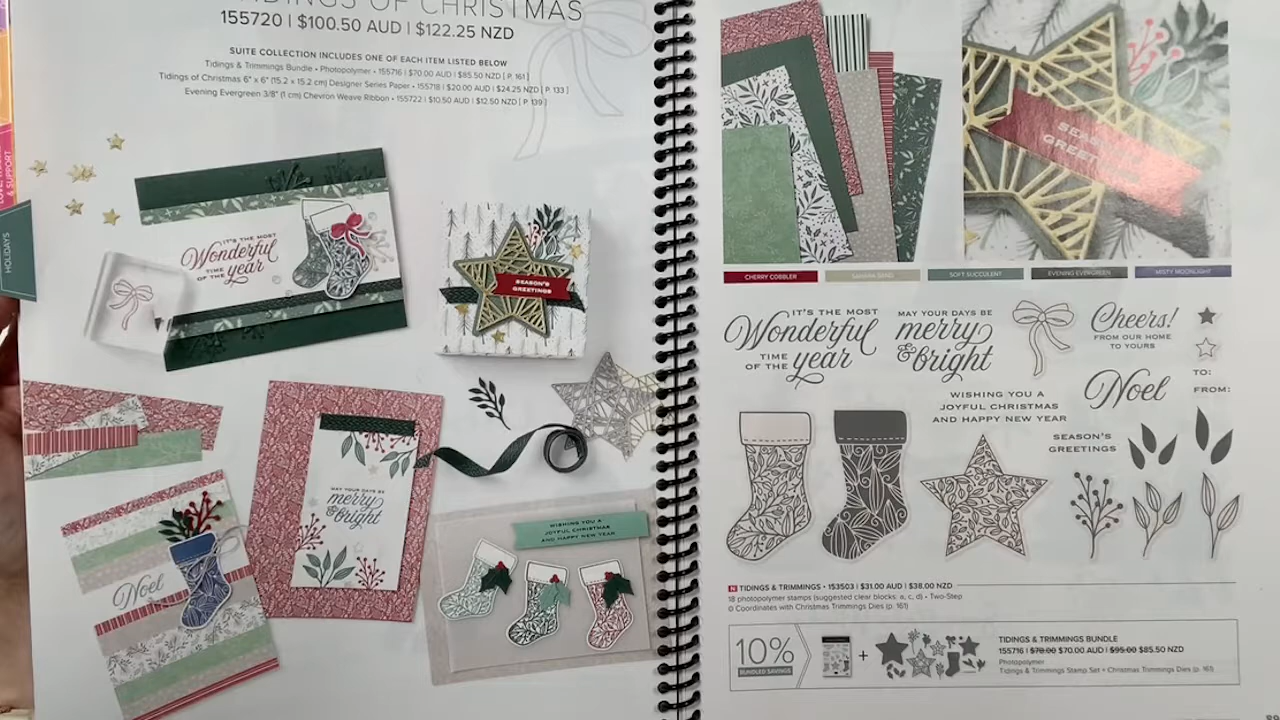 TIDINGS OF CHRISTMAS
155720 | $100.50 AUD | $122.25 NZD
SUITE COLLECTION INCLUDES ONE OF EACH ITEM LISTED BELOW
Tidings & Trimmings Bundle • Photopolymer • 155716 | $70.00 AUD | $85.50 NZD [ P. 161 ]
Tidings of Christmas 6" x 6" (15.2 x 15.2 cm) Designer Series Paper • 155718 | $20.00 AUD | $24.25 NZD [ P. 133 ]
Evening Evergreen 3/8" (1 cm) Chevron Weave Ribbon • 155722 | $10.50 AUD | $12.50 NZD [ P. 139 ]
& SUPPORT
HOLIDAYS
IT'S THE MOST
Wonderful
TIME
OF THE year
SEASON'S
GREETINGS
MAY YOUR DAYS BE
merry
& bright
Noel
WISHING YOU A
JOYFUL CHRISTMAS
AND HAPPY NEW YEAR
SEASON'S
GREETINGS
CHERRY COBBLER
SAHARA SAND
SOFT SUCCULENT
EVENING EVERGREEN
MISTY MOONLIGHT
IT'S THE MOST
Wonderful
TIME
OF THE year
MAY YOUR DAYS BE
merry
& bright
Cheers!
FROM OUR HOME
TO YOURS
TO:
FROM:
Noel
WISHING YOU A
JOYFUL CHRISTMAS
AND HAPPY NEW YEAR
SEASON'S
GREETINGS
N TIDINGS & TRIMMINGS • 153503 | $31.00 AUD | $38.00 NZD
18 photopolymer stamps (suggested clear blocks: a, c, d) • Two-Step
Coordinates with Christmas Trimmings Dies (p. 161)
10%
BUNDLED SAVINGS
+
TIDINGS & TRIMMINGS BUNDLE
155716 | $78.00 $70.00 AUD | $95.00 $85.50 NZD
Photopolymer
Tidings & Trimmings Stamp Set + Christmas Trimmings Dies (p. 161)